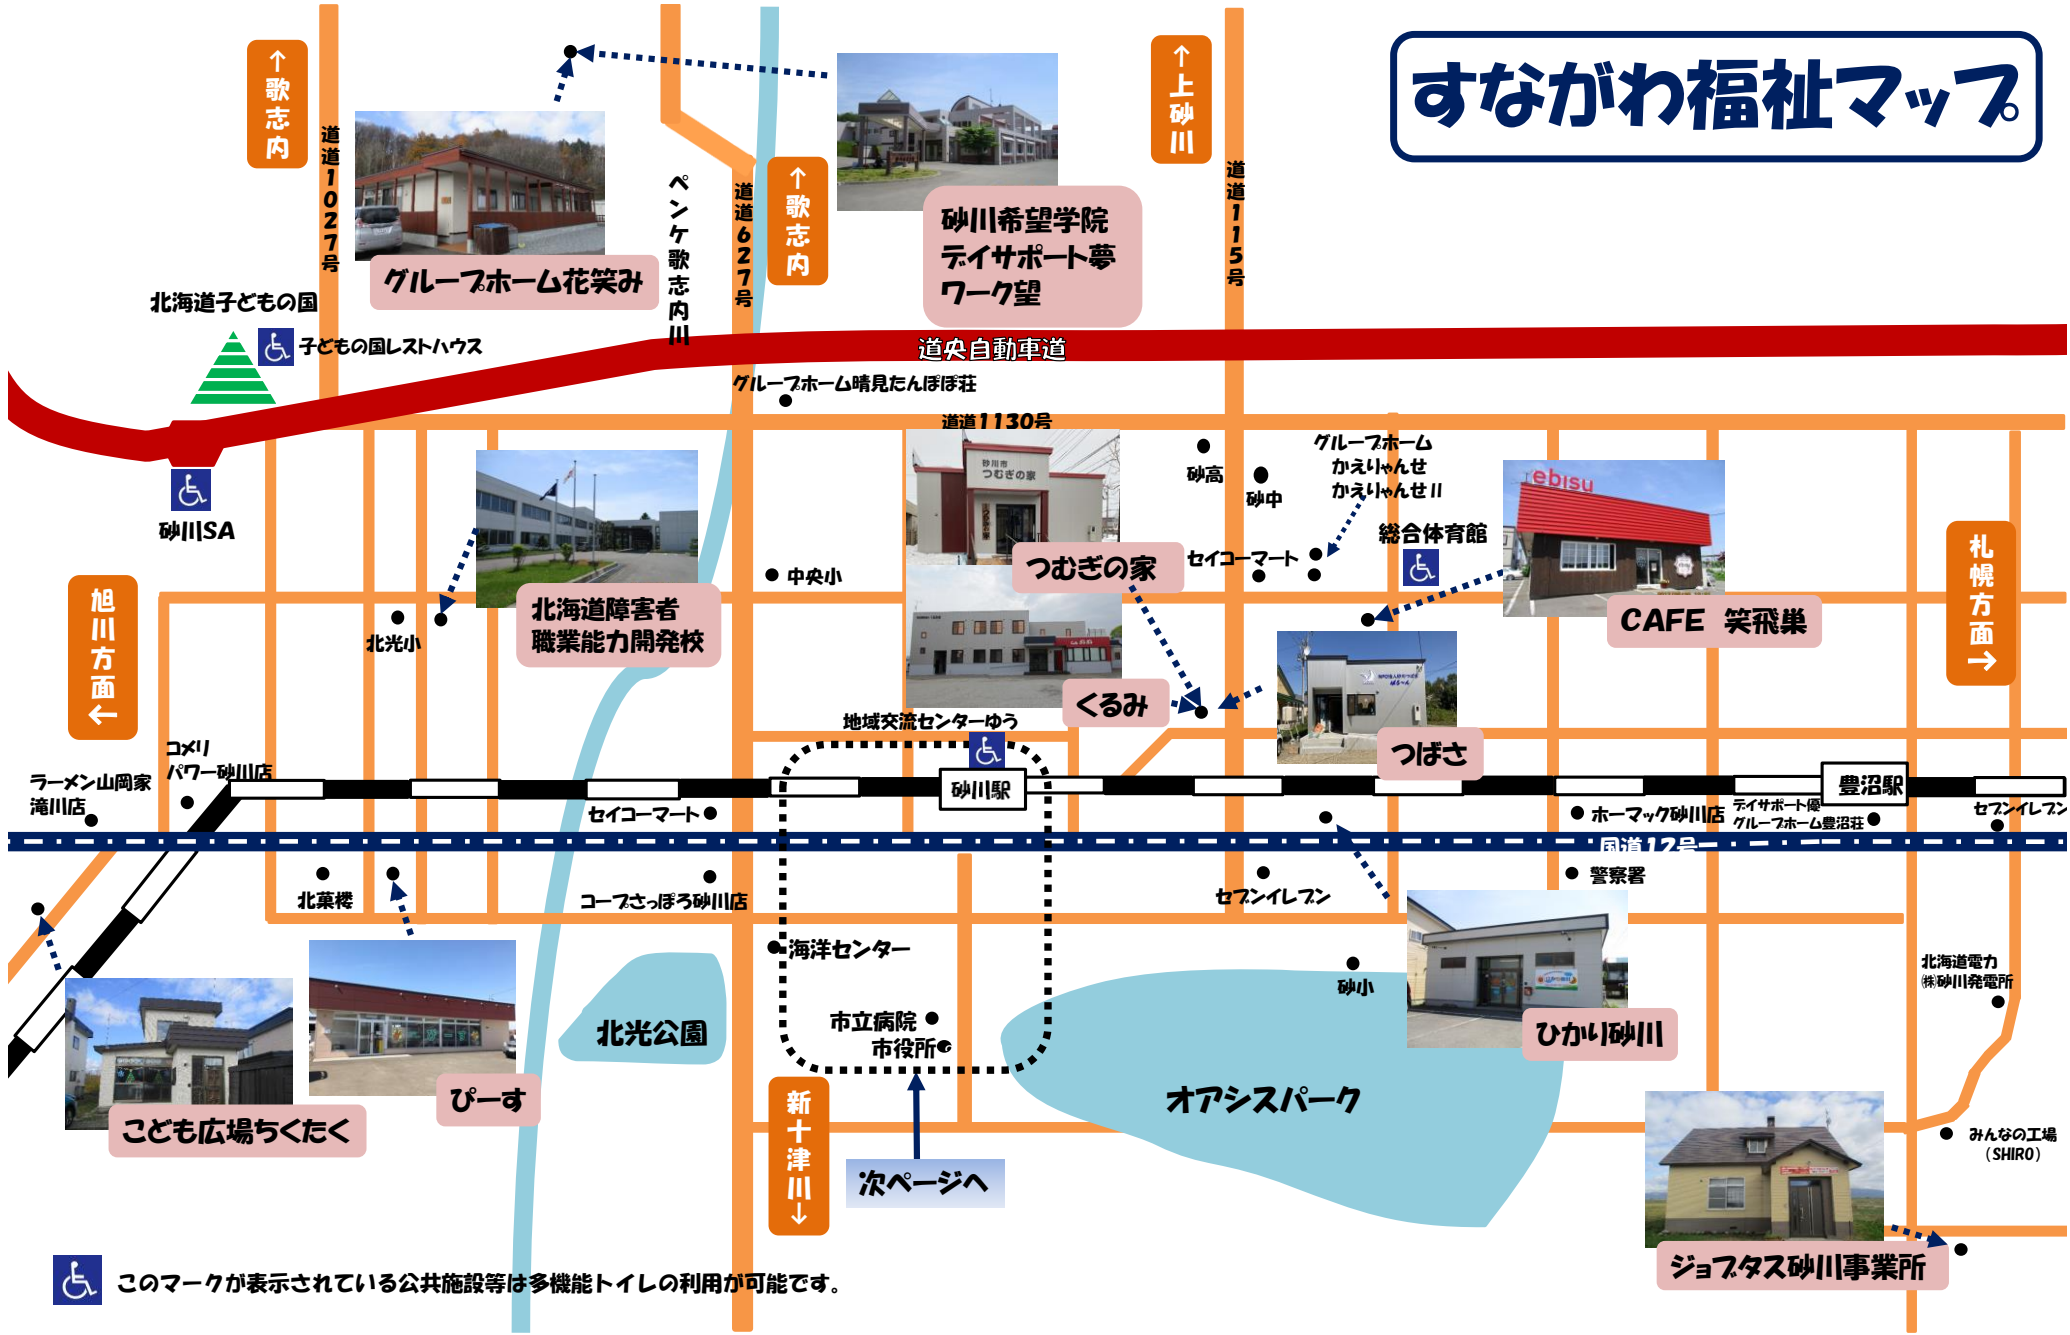 すながわ福祉マップ
↑歌志内
道道1027号
ペンケ歌志内川
道道627号
↑歌志内
↑上砂川
道道115号
グループホーム花笑み
砂川希望学院
デイサポート夢
ワーク望
北海道子どもの国
子どもの国レストハウス
道央自動車道
グループホーム晴見たんぽぽ荘
道道1130号
砂川SA
砂川市
つむぎの家
つむぎの家
砂高
砂中
グループホーム
かえりゃんせ
かえりゃんせⅡ
総合体育館
セイコーマート
ebisu
CAFE 笑飛巣
札幌方面→
旭川方面←
北光小
北海道障害者
職業能力開発校
中央小
くるみ
つばさ
地域交流センターゆう
コメリ
パワー砂川店
ラーメン山岡家
滝川店
セイコーマート
砂川駅
ホーマック砂川店
デイサポート優
グループホーム豊沼荘
豊沼駅
セブンイレブン
国道12号
北菓楼
コープさっぽろ砂川店
セブンイレブン
警察署
海洋センター
砂小
北海道電力
㈱砂川発電所
北光公園
市立病院
市役所
ひかり砂川
オアシスパーク
こども広場ちくたく
ぴーす
新十津川↓
次ページへ
みんなの工場
（SHIRO）
ジョブタス砂川事業所
このマークが表示されている公共施設等は多機能トイレの利用が可能です。